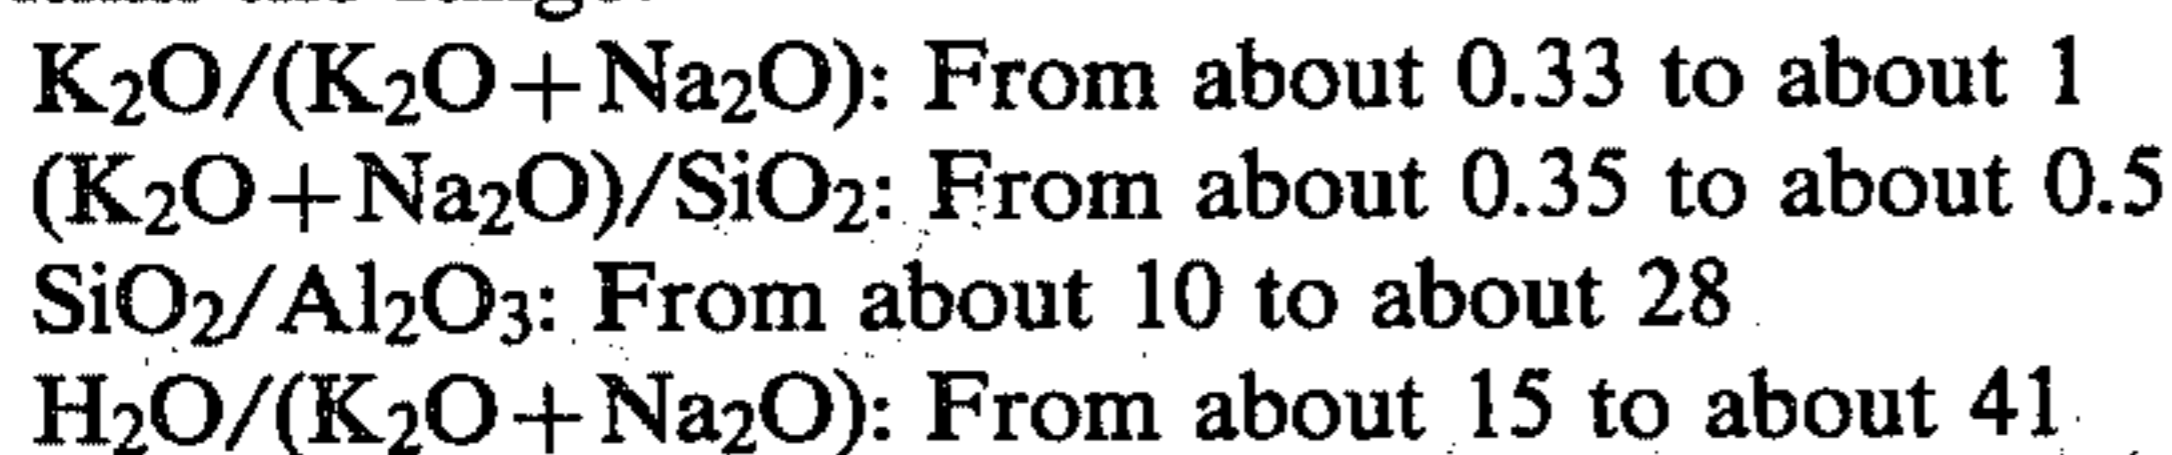 K₂O/(K₂O+Na₂O): From about 0.33 to about 1
(K₂O+Na₂O)/SiO₂: From about 0.35 to about 0.5
SiO₂/Al₂O₃: From about 10 to about 28
H₂O/(K₂O+Na₂O): From about 15 to about 41